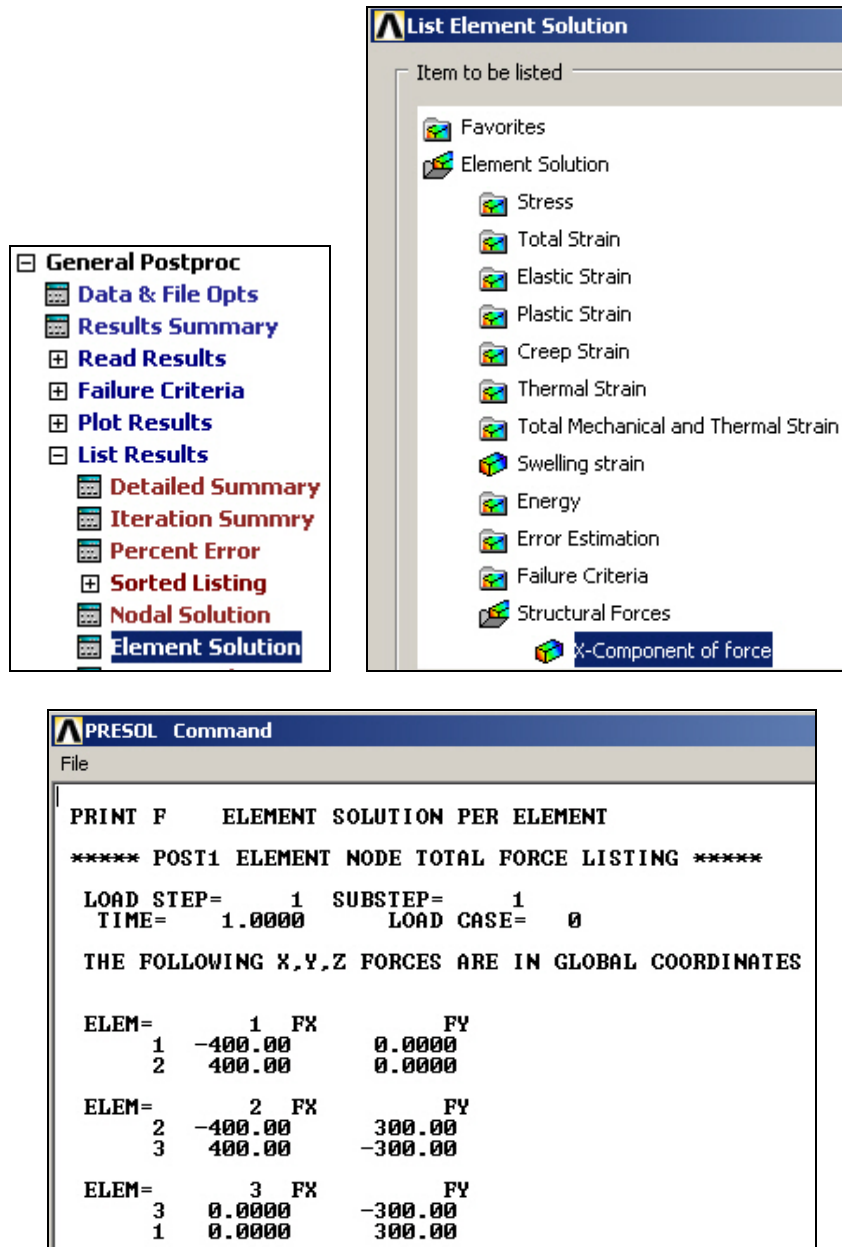 List Element Solution
Item to be listed
Favorites
Element Solution
Stress
Total Strain
Elastic Strain
Plastic Strain
Creep Strain
Thermal Strain
Total Mechanical and Thermal Strain
Swelling strain
Energy
Error Estimation
Failure Criteria
Structural Forces
X-Component of force
General Postproc
Data & File Opts
Results Summary
Read Results
Failure Criteria
Plot Results
List Results
Detailed Summary
Iteration Summry
Percent Error
Sorted Listing
Nodal Solution
Element Solution
PRESOL Command
File
PRINT F ELEMENT SOLUTION PER ELEMENT
***** POST1 ELEMENT NODE TOTAL FORCE LISTING *****
LOAD STEP= 1 SUBSTEP= 1
TIME= 1.0000 LOAD CASE= 0
THE FOLLOWING X,Y,Z FORCES ARE IN GLOBAL COORDINATES
ELEM= 1 FX FY
1 -400.00 0.0000
2 400.00 0.0000
ELEM= 2 FX FY
2 -400.00 300.00
3 400.00 -300.00
ELEM= 3 FX FY
3 0.0000 -300.00
1 0.0000 300.00